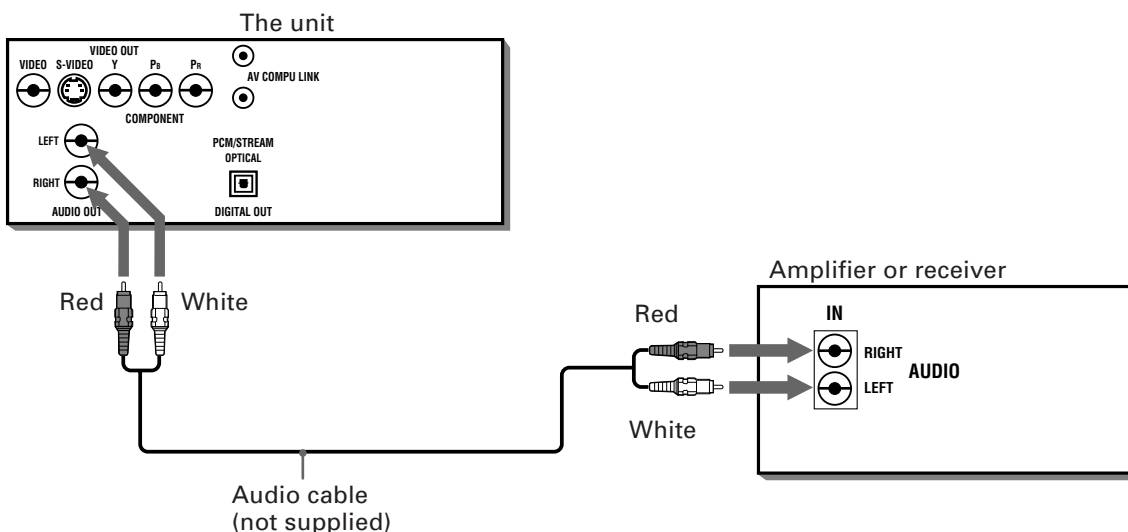 The unit
VIDEO OUT
VIDEO S-VIDEO Y PB PR
AV COMPU LINK
COMPONENT
LEFT
PCM/STREAM
OPTICAL
RIGHT
AUDIO OUT
DIGITAL OUT
Red
White
Amplifier or receiver
Red
IN
RIGHT
AUDIO
LEFT
White
Audio cable
(not supplied)